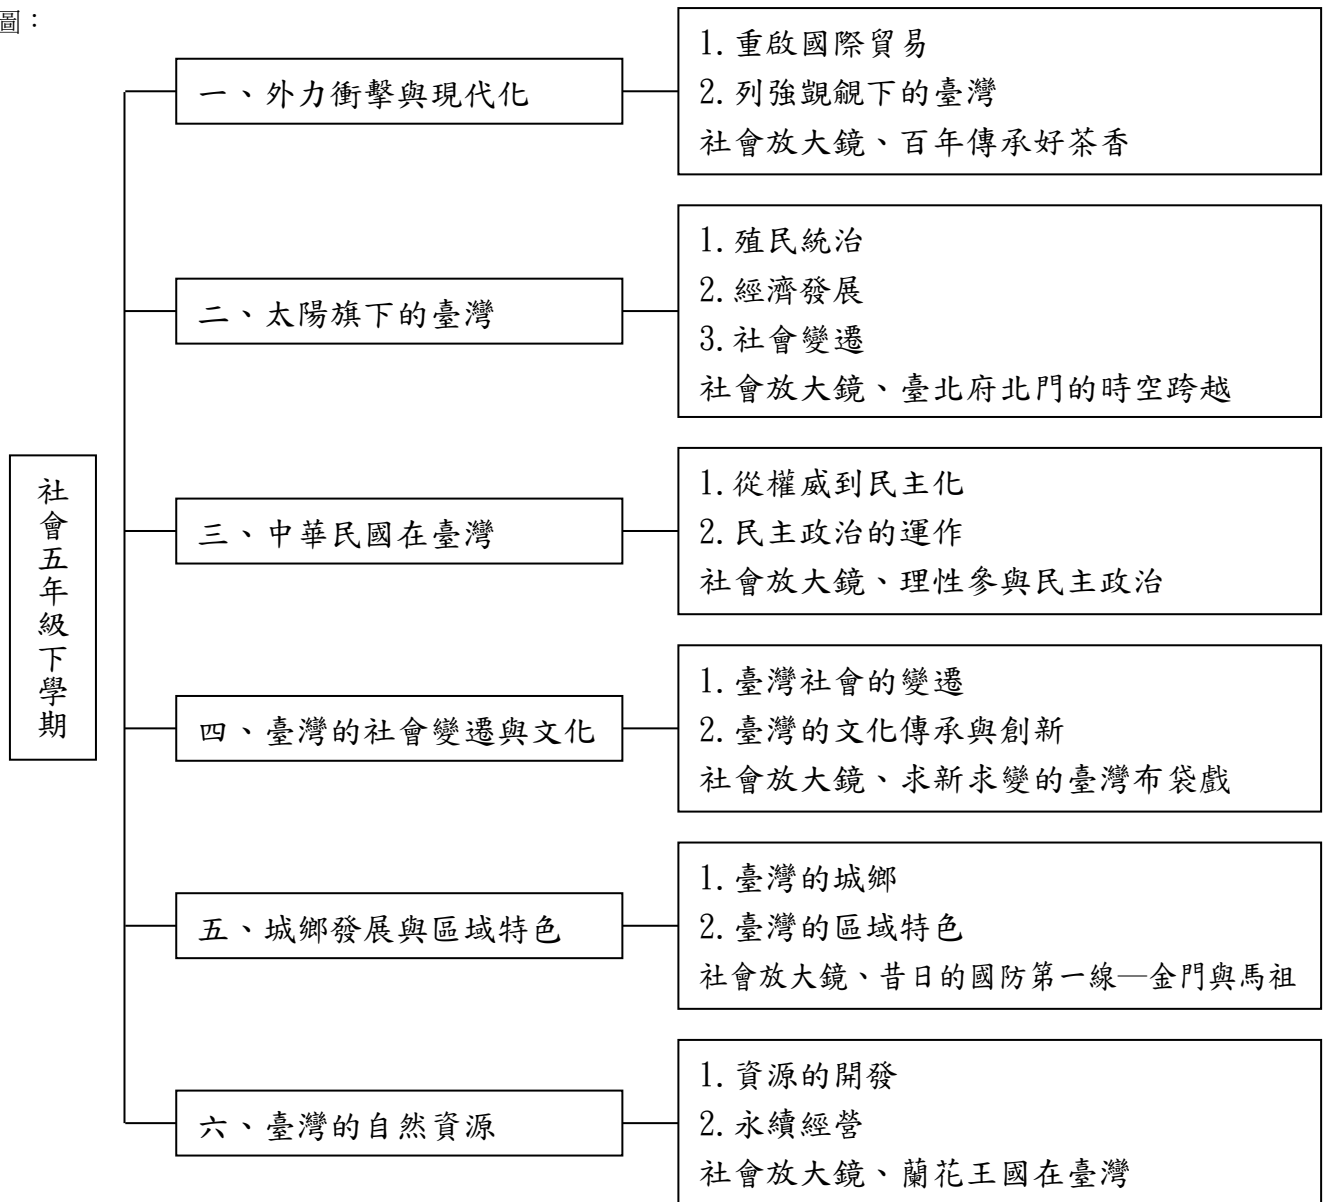 圖：
社會五年級下學期
一、外力衝擊與現代化
1.重啟國際貿易
2.列強覬覦下的臺灣
社會放大鏡、百年傳承好茶香
二、太陽旗下的臺灣
1.殖民統治
2.經濟發展
3.社會變遷
社會放大鏡、臺北府北門的時空跨越
三、中華民國在臺灣
1.從權威到民主化
2.民主政治的運作
社會放大鏡、理性參與民主政治
四、臺灣的社會變遷與文化
1.臺灣社會的變遷
2.臺灣的文化傳承與創新
社會放大鏡、求新求變的臺灣布袋戲
五、城鄉發展與區域特色
1.臺灣的城鄉
2.臺灣的區域特色
社會放大鏡、昔日的國防第一線—金門與馬祖
六、臺灣的自然資源
1.資源的開發
2.永續經營
社會放大鏡、蘭花王國在臺灣